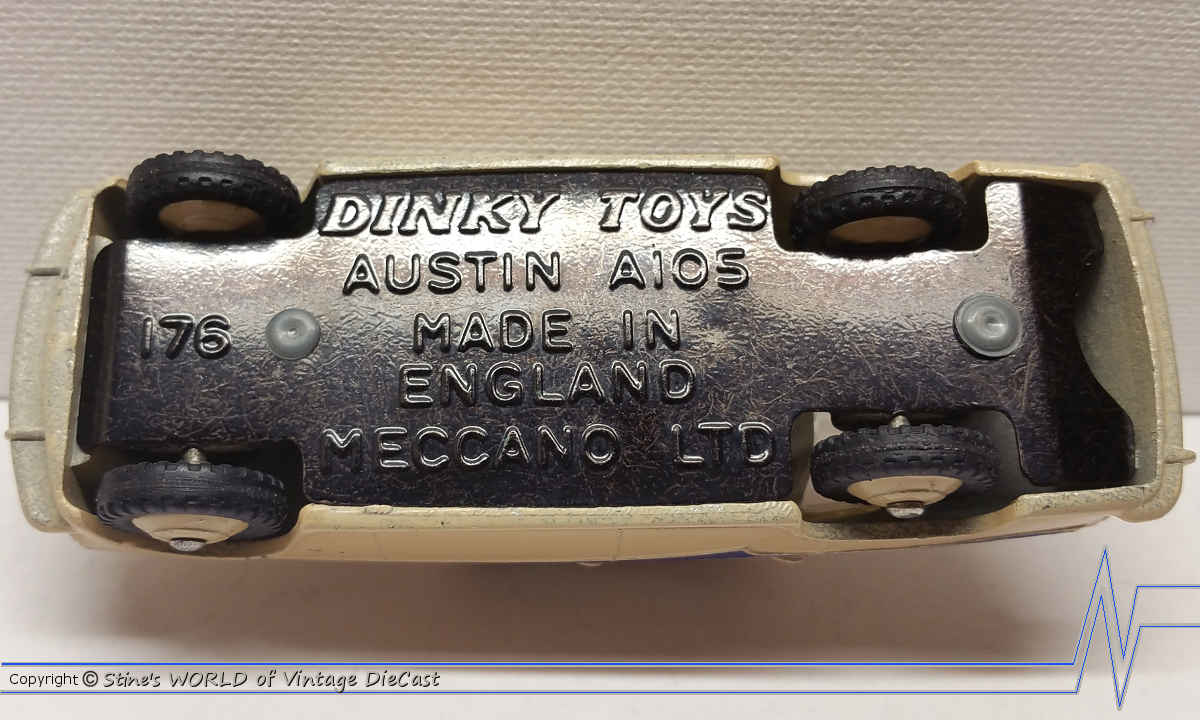 DINKY TOYS
AUSTIN A105
176
MADE IN
ENGLAND
MECCANO LTD
Copyright © Stine's WORLD of Vintage DieCast